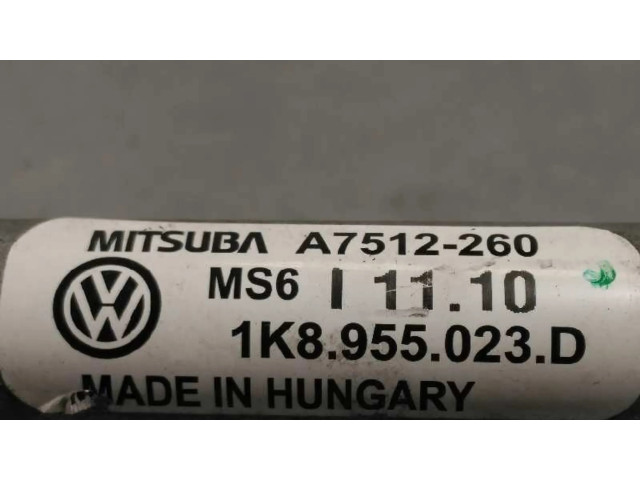 MITSUBA A7512-260
MS6 I 11.10
1K8.955.023.D
MADE IN HUNGARY